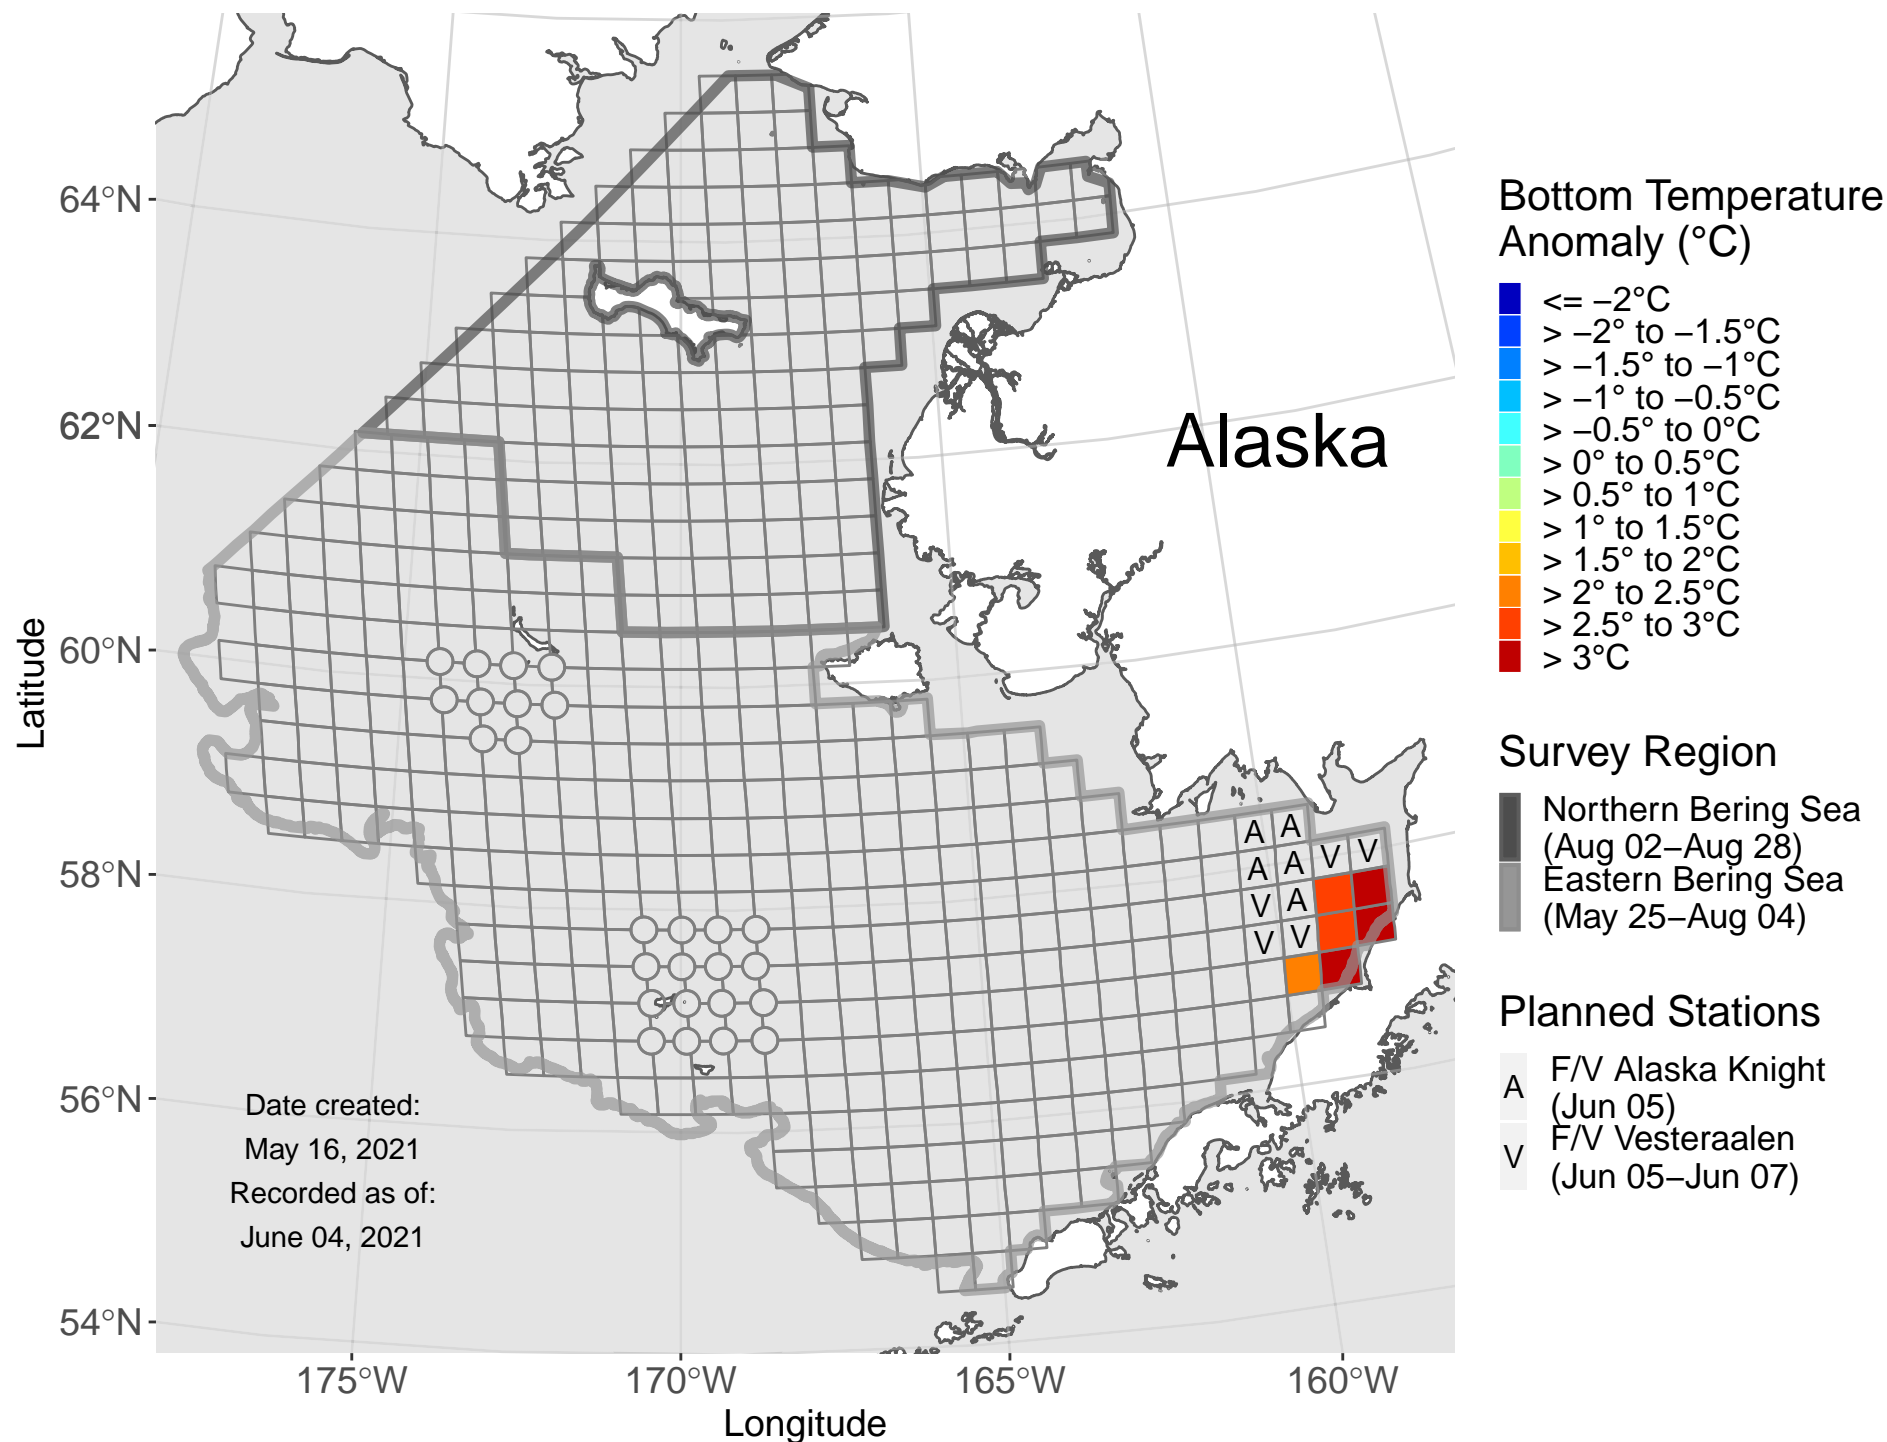 64°N
62°N
60°N
58°N
56°N
54°N
Latitude
175°W
170°W
165°W
160°W
Longitude
Alaska
A A
A A V V
V A
V V
Date created:
May 16, 2021
Recorded as of:
June 04, 2021
Bottom Temperature
Anomaly (°C)
<= −2°C
> −2° to −1.5°C
> −1.5° to −1°C
> −1° to −0.5°C
> −0.5° to 0°C
> 0° to 0.5°C
> 0.5° to 1°C
> 1° to 1.5°C
> 1.5° to 2°C
> 2° to 2.5°C
> 2.5° to 3°C
> 3°C
Survey Region
Northern Bering Sea
(Aug 02−Aug 28)
Eastern Bering Sea
(May 25−Aug 04)
Planned Stations
A F/V Alaska Knight
(Jun 05)
V F/V Vesteraalen
(Jun 05−Jun 07)